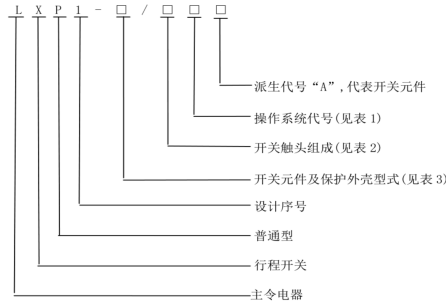 L X P 1 - □ / □ □ □
派生代号“A”,代表开关元件
操作系统代号(见表1)
开关触头组成(见表2)
开关元件及保护外壳型式(见表3)
设计序号
普通型
行程开关
主令电器